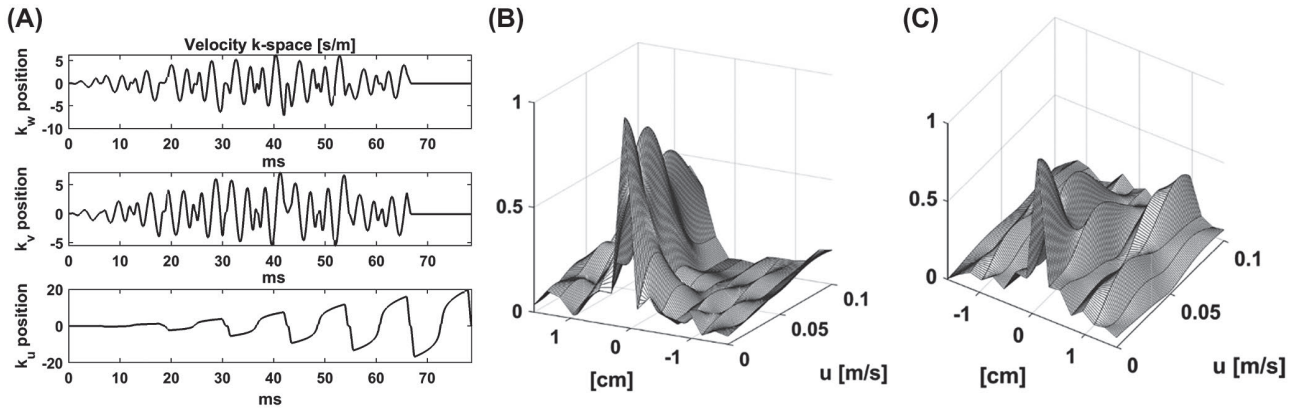 (A)
Velocity k-space [s/m]
k_w position
5
0
-5
-10
0 10 20 30 40 50 60 70
ms
k_v position
5
0
-5
0 10 20 30 40 50 60 70
ms
k_u position
20
0
-20
0 10 20 30 40 50 60 70
ms
(B)
1
0.5
0
1 0 -1
[cm]
0 0.05 0.1
u [m/s]
(C)
1
0.5
0
-1 0 1
[cm]
0 0.05 0.1
u [m/s]